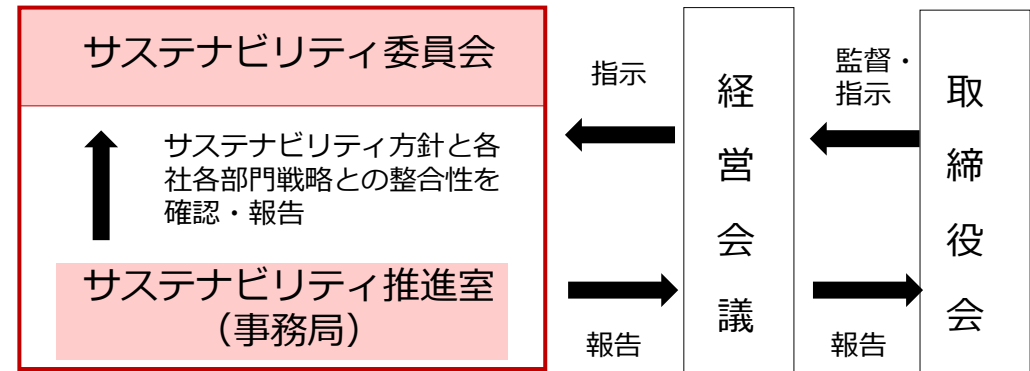 サステナビリティ委員会
サステナビリティ方針と各
社各部門戦略との整合性を
確認・報告
サステナビリティ推進室
（事務局）
指示
報告
経営会議
監督・
指示
報告
取締役会